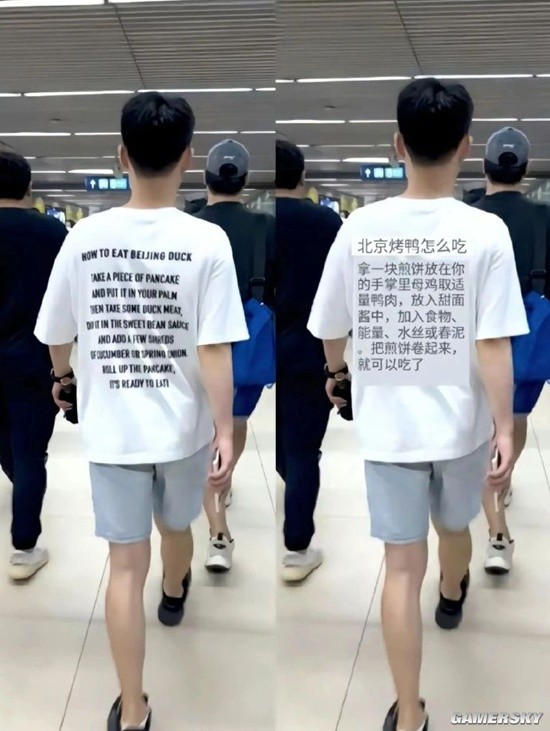 HOW TO EAT BEIJING DUCK
TAKE A PIECE OF PANCAKE
AND PUT IT IN YOUR PALM
THEN TAKE SOME DUCK MEAT,
DO IT IN THE SWEET BEAN SAUCE
AND ADD A FEW SHREDS
OF CUCUMBER OR SPRING ONION.
ROLL UP THE PANCAKE,
IT'S READY TO EAT!
北京烤鸭怎么吃
拿一块煎饼放在你
的手掌里母鸡取适
量鸭肉，放入甜面
酱中，加入食物、
能量、水丝或春泥
。把煎饼卷起来，
就可以吃了
GAMERSKY